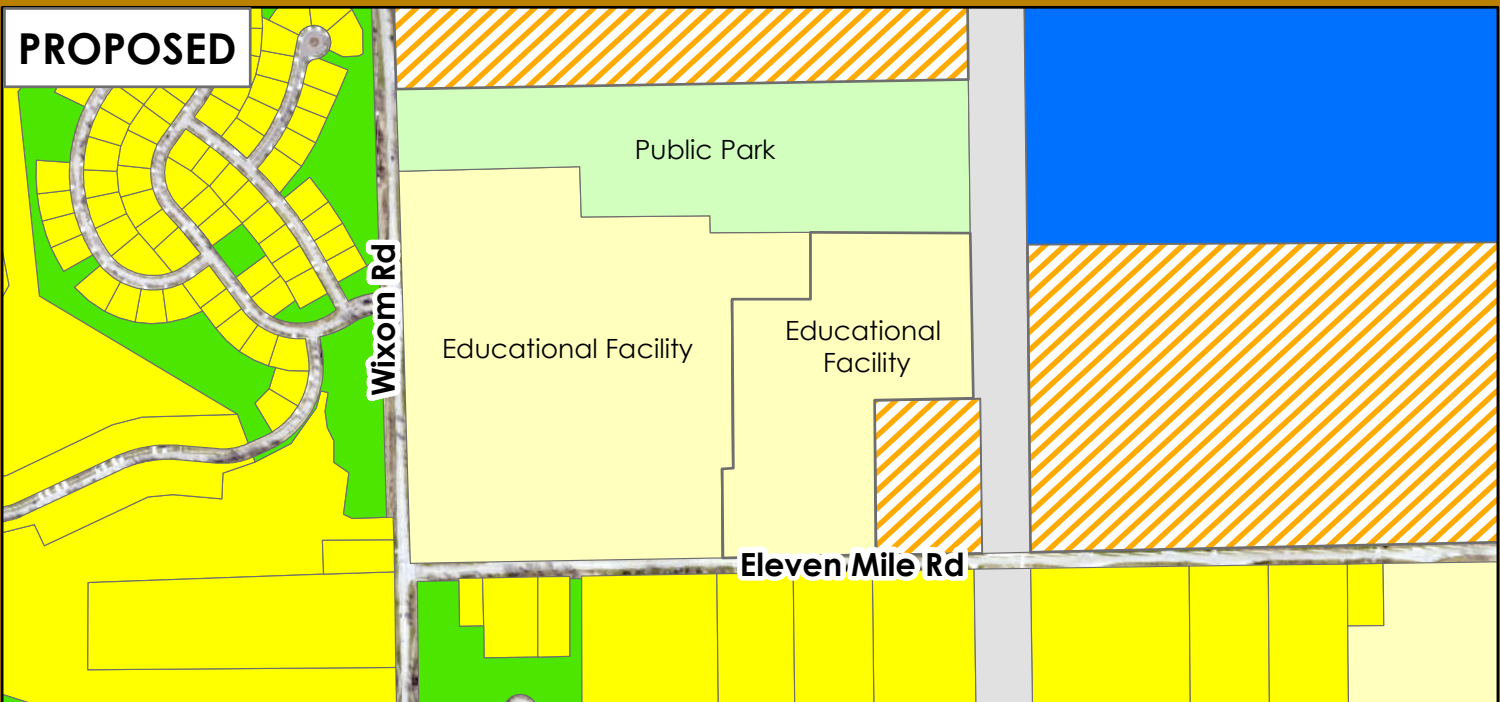 PROPOSED
Public Park
Wixom Rd
Educational Facility
Educational
Facility
Eleven Mile Rd